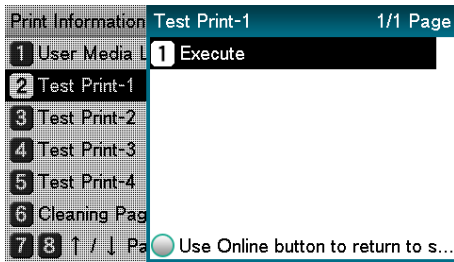 Print Information
1 User Media L
2 Test Print-1
3 Test Print-2
4 Test Print-3
5 Test Print-4
6 Cleaning Pag
7 8 ↑ / ↓ Pa
Test Print-1 1/1 Page
1 Execute
Use Online button to return to s...